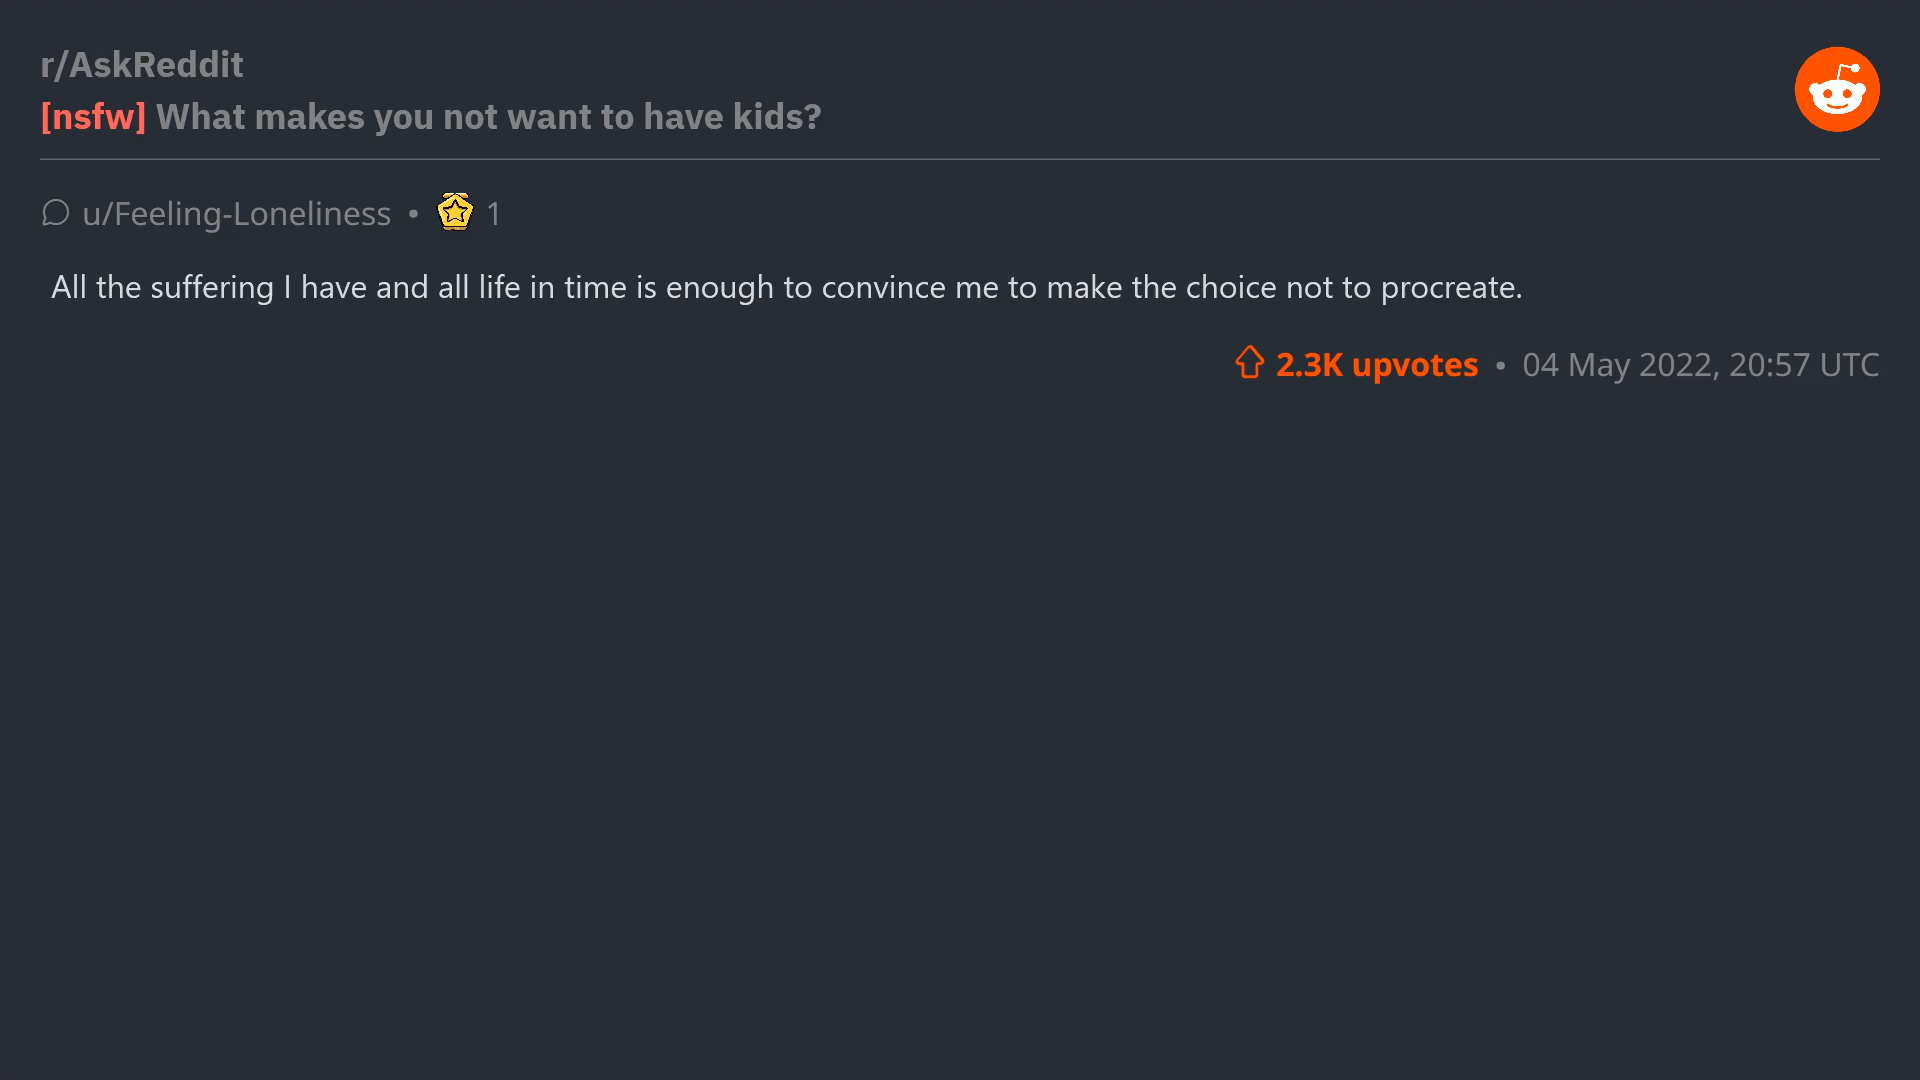 r/AskReddit
[nsfw] What makes you not want to have kids?
u/Feeling-Loneliness • 1
All the suffering I have and all life in time is enough to convince me to make the choice not to procreate.
2.3K upvotes • 04 May 2022, 20:57 UTC